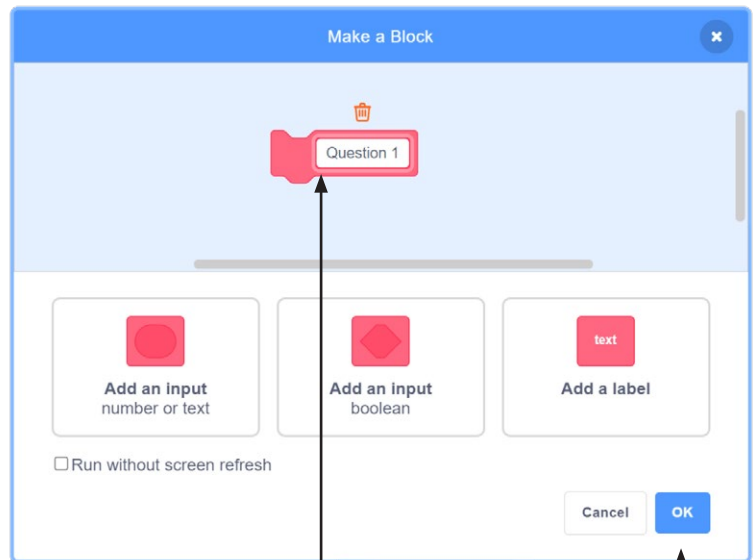 Make a Block
Question 1
text
Add an input
number or text
Add an input
boolean
Add a label
Run without screen refresh
Cancel
OK